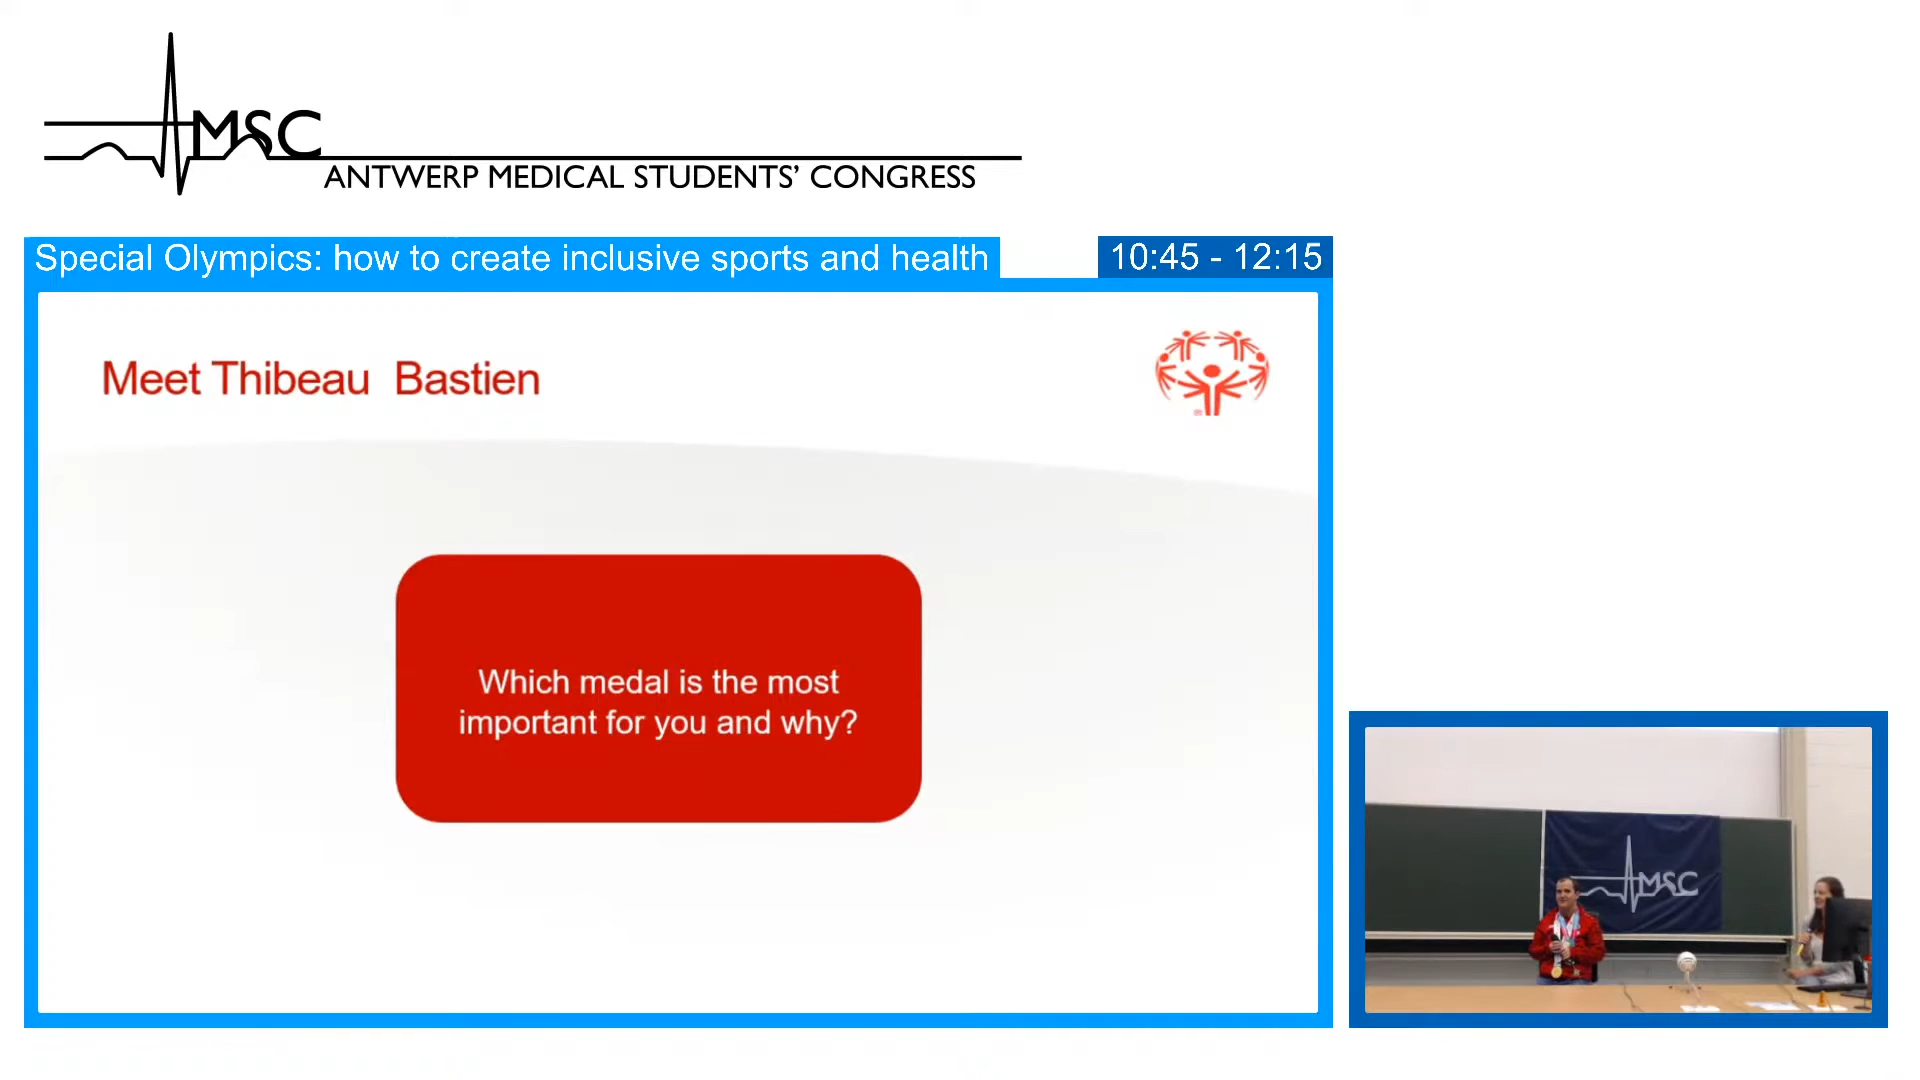 MSC
ANTWERP MEDICAL STUDENTS' CONGRESS
Special Olympics: how to create inclusive sports and health
10:45 - 12:15
Meet Thibeau Bastien
Which medal is the most
important for you and why?
MSC